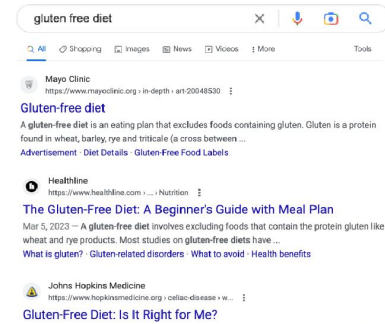 gluten free diet
All Shopping Images News Videos More Tools
Mayo Clinic
https://www.mayoclinic.org › in-depth › art-20048530
Gluten-free diet
A gluten-free diet is an eating plan that excludes foods containing gluten. Gluten is a protein
found in wheat, barley, rye and triticale (a cross between ...
Advertisement · Diet Details · Gluten-Free Food Labels
Healthline
https://www.healthline.com › ... › Nutrition
The Gluten-Free Diet: A Beginner's Guide with Meal Plan
Mar 5, 2023 — A gluten-free diet involves excluding foods that contain the protein gluten like
wheat and rye products. Most studies on gluten-free diets have ...
What is gluten? · Gluten-related disorders · What to avoid · Health benefits
Johns Hopkins Medicine
https://www.hopkinsmedicine.org › celiac-disease › w...
Gluten-Free Diet: Is It Right for Me?